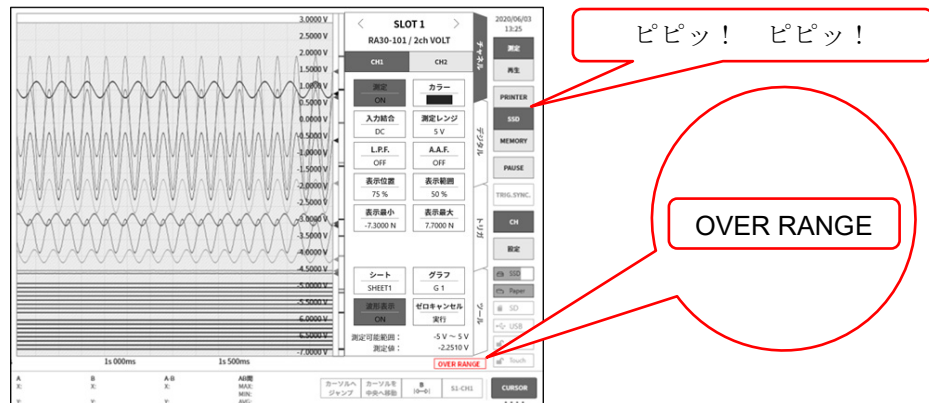 3.0000 V
2.5000 V
2.0000 V
1.5000 V
1.0000 V
0.5000 V
0.0000 V
-0.5000 V
-1.0000 V
-1.5000 V
-2.0000 V
-2.5000 V
-3.0000 V
-3.5000 V
-4.0000 V
-4.5000 V
-5.0000 V
-5.5000 V
-6.0000 V
-6.5000 V
-7.0000 V
1s 000ms
1s 500ms
SLOT 1
RA30-101 / 2ch VOLT
CH1
CH2
測定
ON
カラー
入力結合
DC
測定レンジ
5 V
L.P.F.
OFF
A.A.F.
OFF
表示位置
75 %
表示範囲
50 %
表示最小
-7.3000 N
表示最大
7.7000 N
シート
SHEET1
グラフ
G 1
波形表示
ON
ゼロキャンセル
実行
測定可能範囲: -5 V ~ 5 V
測定値: -2.2510 V
OVER RANGE
チャネル
デジタル
トリガ
ツール
2020/06/03
13:25
測定
再生
PRINTER
SSD
MEMORY
PAUSE
TRIG.SYNC.
CH
設定
SSD
Paper
SD
USB
Touch
A
X:
Y:
B
X:
Y:
A-B
X:
Y:
AB間
MAX:
MIN:
AVG:
カーソルへ
ジャンプ
カーソルを
中央へ移動
B
S1-CH1
CURSOR
ピピッ! ピピッ!
OVER RANGE